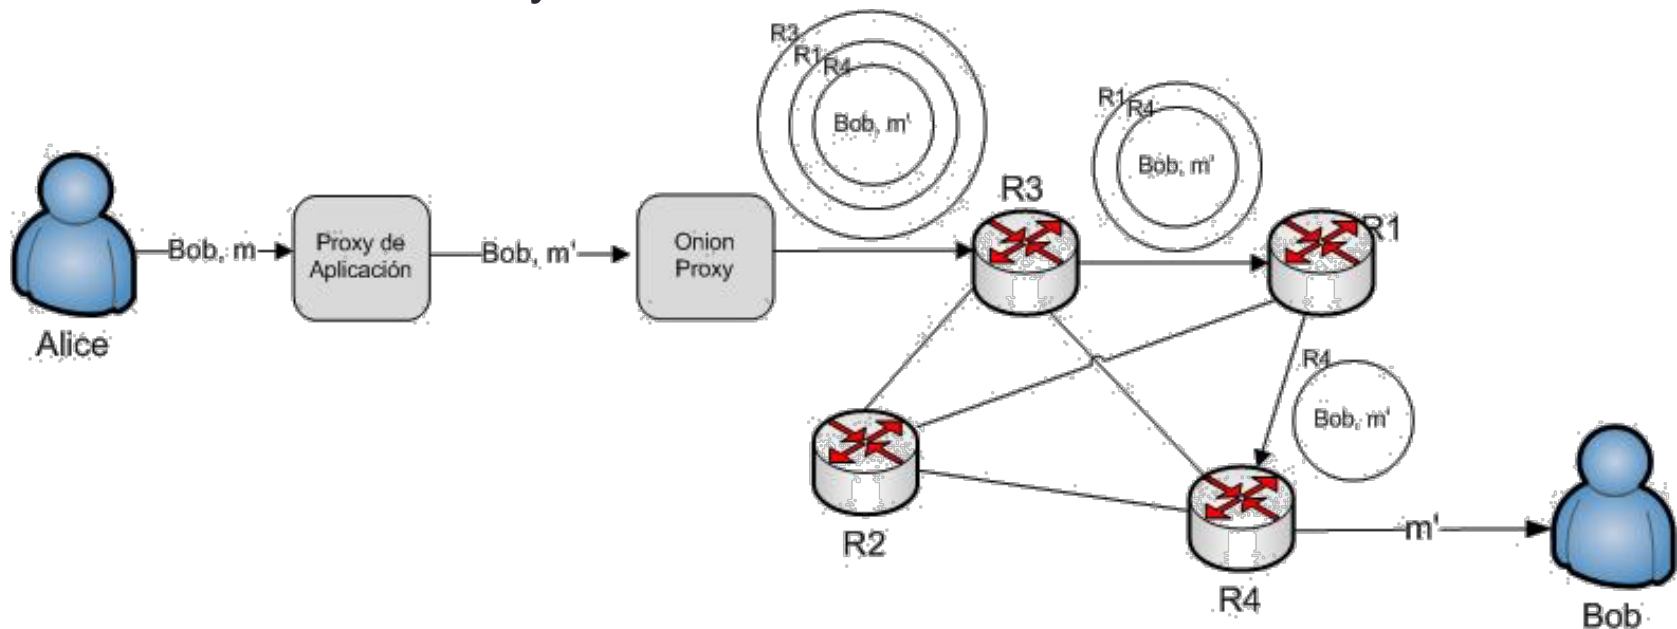 R3
R1
R4
Bob, m'
R1
R4
Bob, m'
R3
R1
Bob, m
Proxy de
Aplicación
Bob, m'
Onion
Proxy
Alice
R4
Bob, m'
R2
R4
m'
Bob